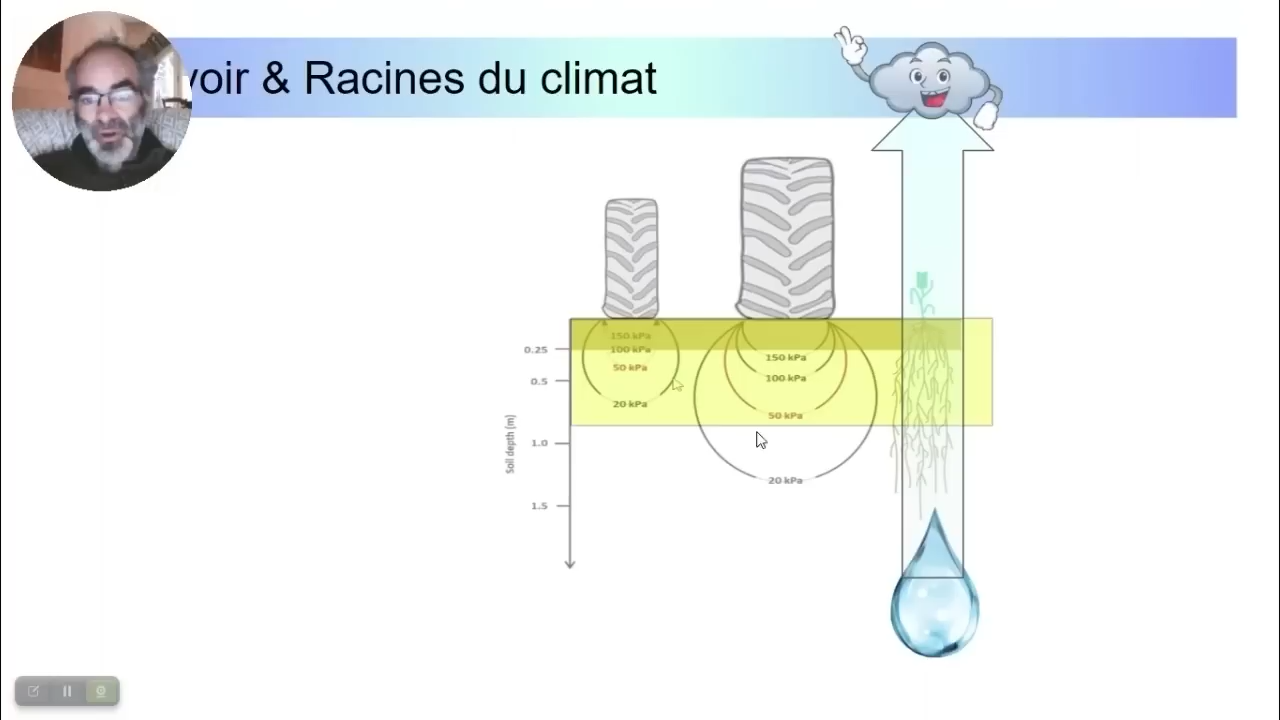 voir & Racines du climat
150 kPa
100 kPa
50 kPa
20 kPa
150 kPa
100 kPa
50 kPa
20 kPa
0.25
0.5
1.0
1.5
Soil depth (m)